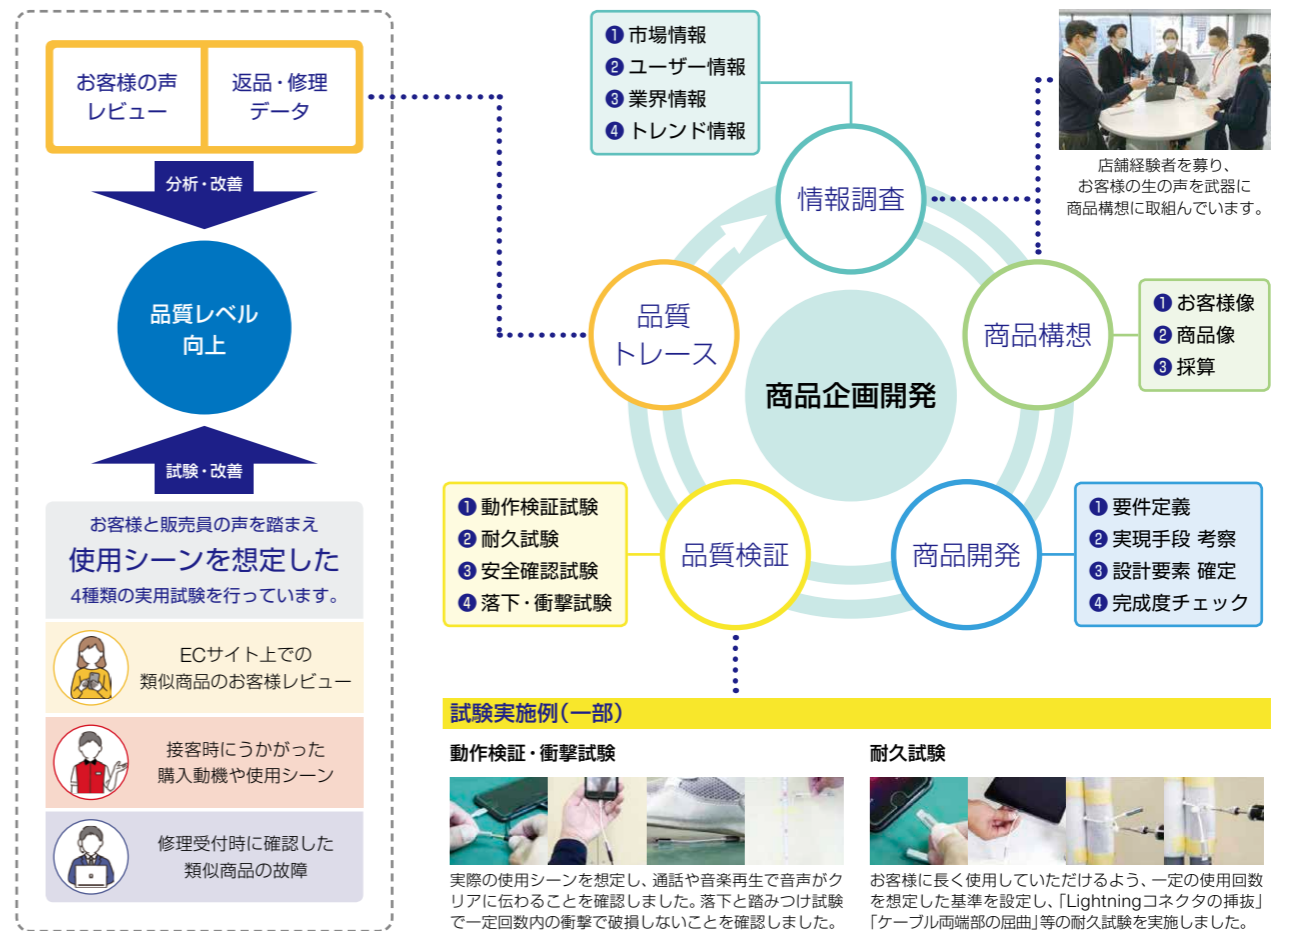 お客様の声
レビュー
返品・修理
データ
分析・改善
品質レベル
向上
試験・改善
お客様と販売員の声を踏まえ
使用シーンを想定した
4種類の実用試験を行っています。
ECサイト上での
類似商品のお客様レビュー
接客時にうかがった
購入動機や使用シーン
修理受付時に確認した
類似商品の故障
❶ 市場情報
❷ ユーザー情報
❸ 業界情報
❹ トレンド情報
情報調査
店舗経験者を募り、
お客様の生の声を武器に
商品構想に取組んでいます。
品質
トレース
商品構想
❶ お客様像
❷ 商品像
❸ 採算
商品企画開発
❶ 動作検証試験
❷ 耐久試験
❸ 安全確認試験
❹ 落下・衝撃試験
品質検証
商品開発
❶ 要件定義
❷ 実現手段 考察
❸ 設計要素 確定
❹ 完成度チェック
試験実施例(一部)
動作検証・衝撃試験
実際の使用シーンを想定し、通話や音楽再生で音声がク
リアに伝わることを確認しました。落下と踏みつけ試験
で一定回数内の衝撃で破損しないことを確認しました。
耐久試験
お客様に長く使用していただけるよう、一定の使用回数
を想定した基準を設定し、「Lightningコネクタの挿抜」
「ケーブル両端部の屈曲」等の耐久試験を実施しました。